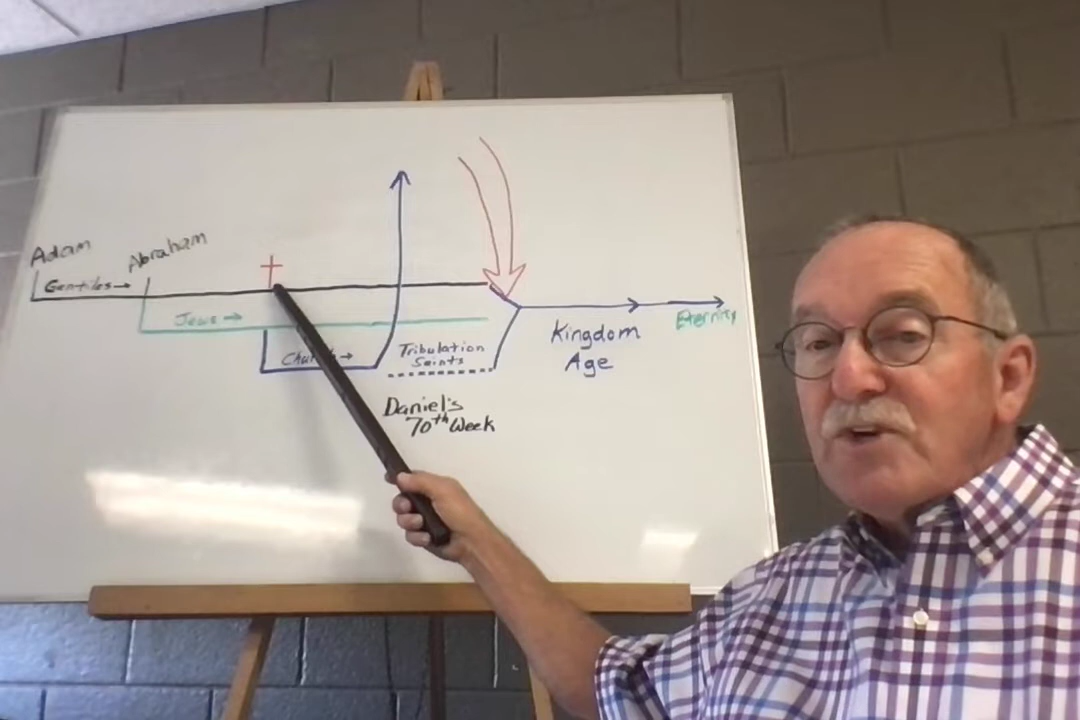 Adam
Abraham
Gentiles →
Jews →
Church →
Tribulation
Saints
Daniel's
70th Week
Kingdom
Age
Eternity